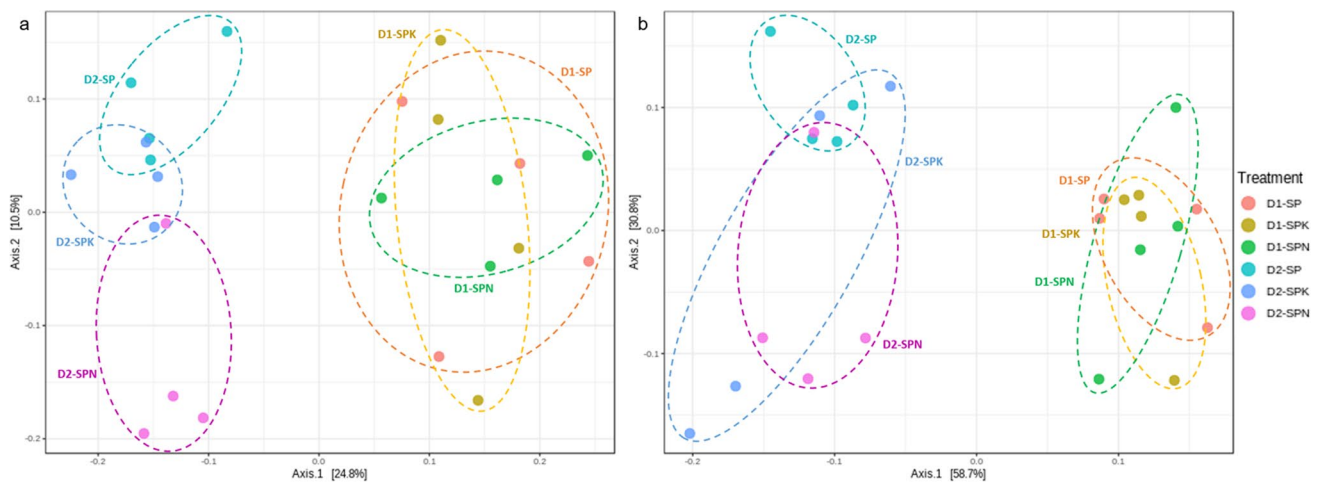 a
D1-SPK
D2-SP
D1-SP
0.1
0.0
D2-SPK
D1-SPN
-0.1
D2-SPN
-0.2
Axis.2 [10.5%]
-0.2 -0.1 0.0 0.1 0.2
Axis.1 [24.8%]
b
D2-SP
0.1
D2-SPK
D1-SP
D1-SPK
0.0
D1-SPN
D2-SPN
-0.1
Axis.2 [30.8%]
-0.2 -0.1 0.0 0.1
Axis.1 [58.7%]
Treatment
D1-SP
D1-SPK
D1-SPN
D2-SP
D2-SPK
D2-SPN